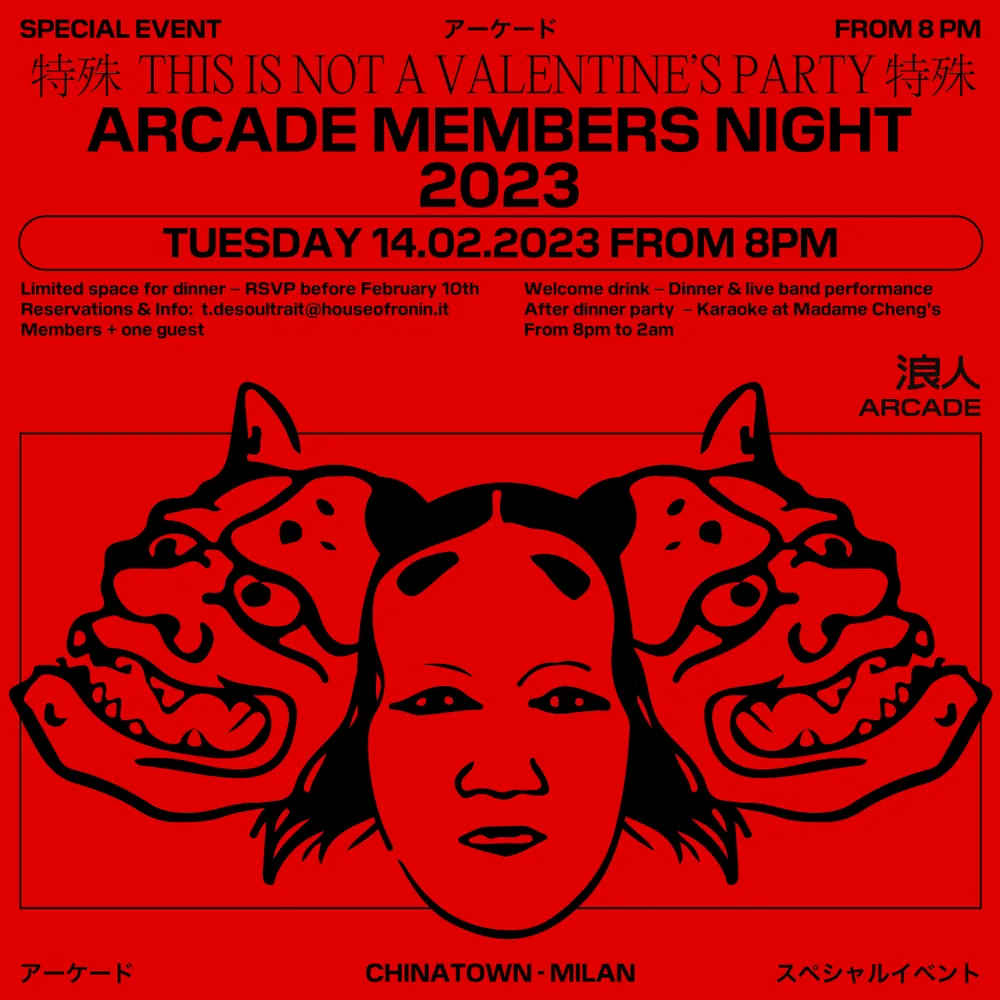 SPECIAL EVENT
アーケード
FROM 8 PM
特殊 THIS IS NOT A VALENTINE'S PARTY 特殊
ARCADE MEMBERS NIGHT
2023
TUESDAY 14.02.2023 FROM 8PM
Limited space for dinner – RSVP before February 10th
Reservations & Info: t.desoultrait@houseofronin.it
Members + one guest
Welcome drink – Dinner & live band performance
After dinner party – Karaoke at Madame Cheng's
From 8pm to 2am
浪人
ARCADE
アーケード
CHINATOWN - MILAN
スペシャルイベント